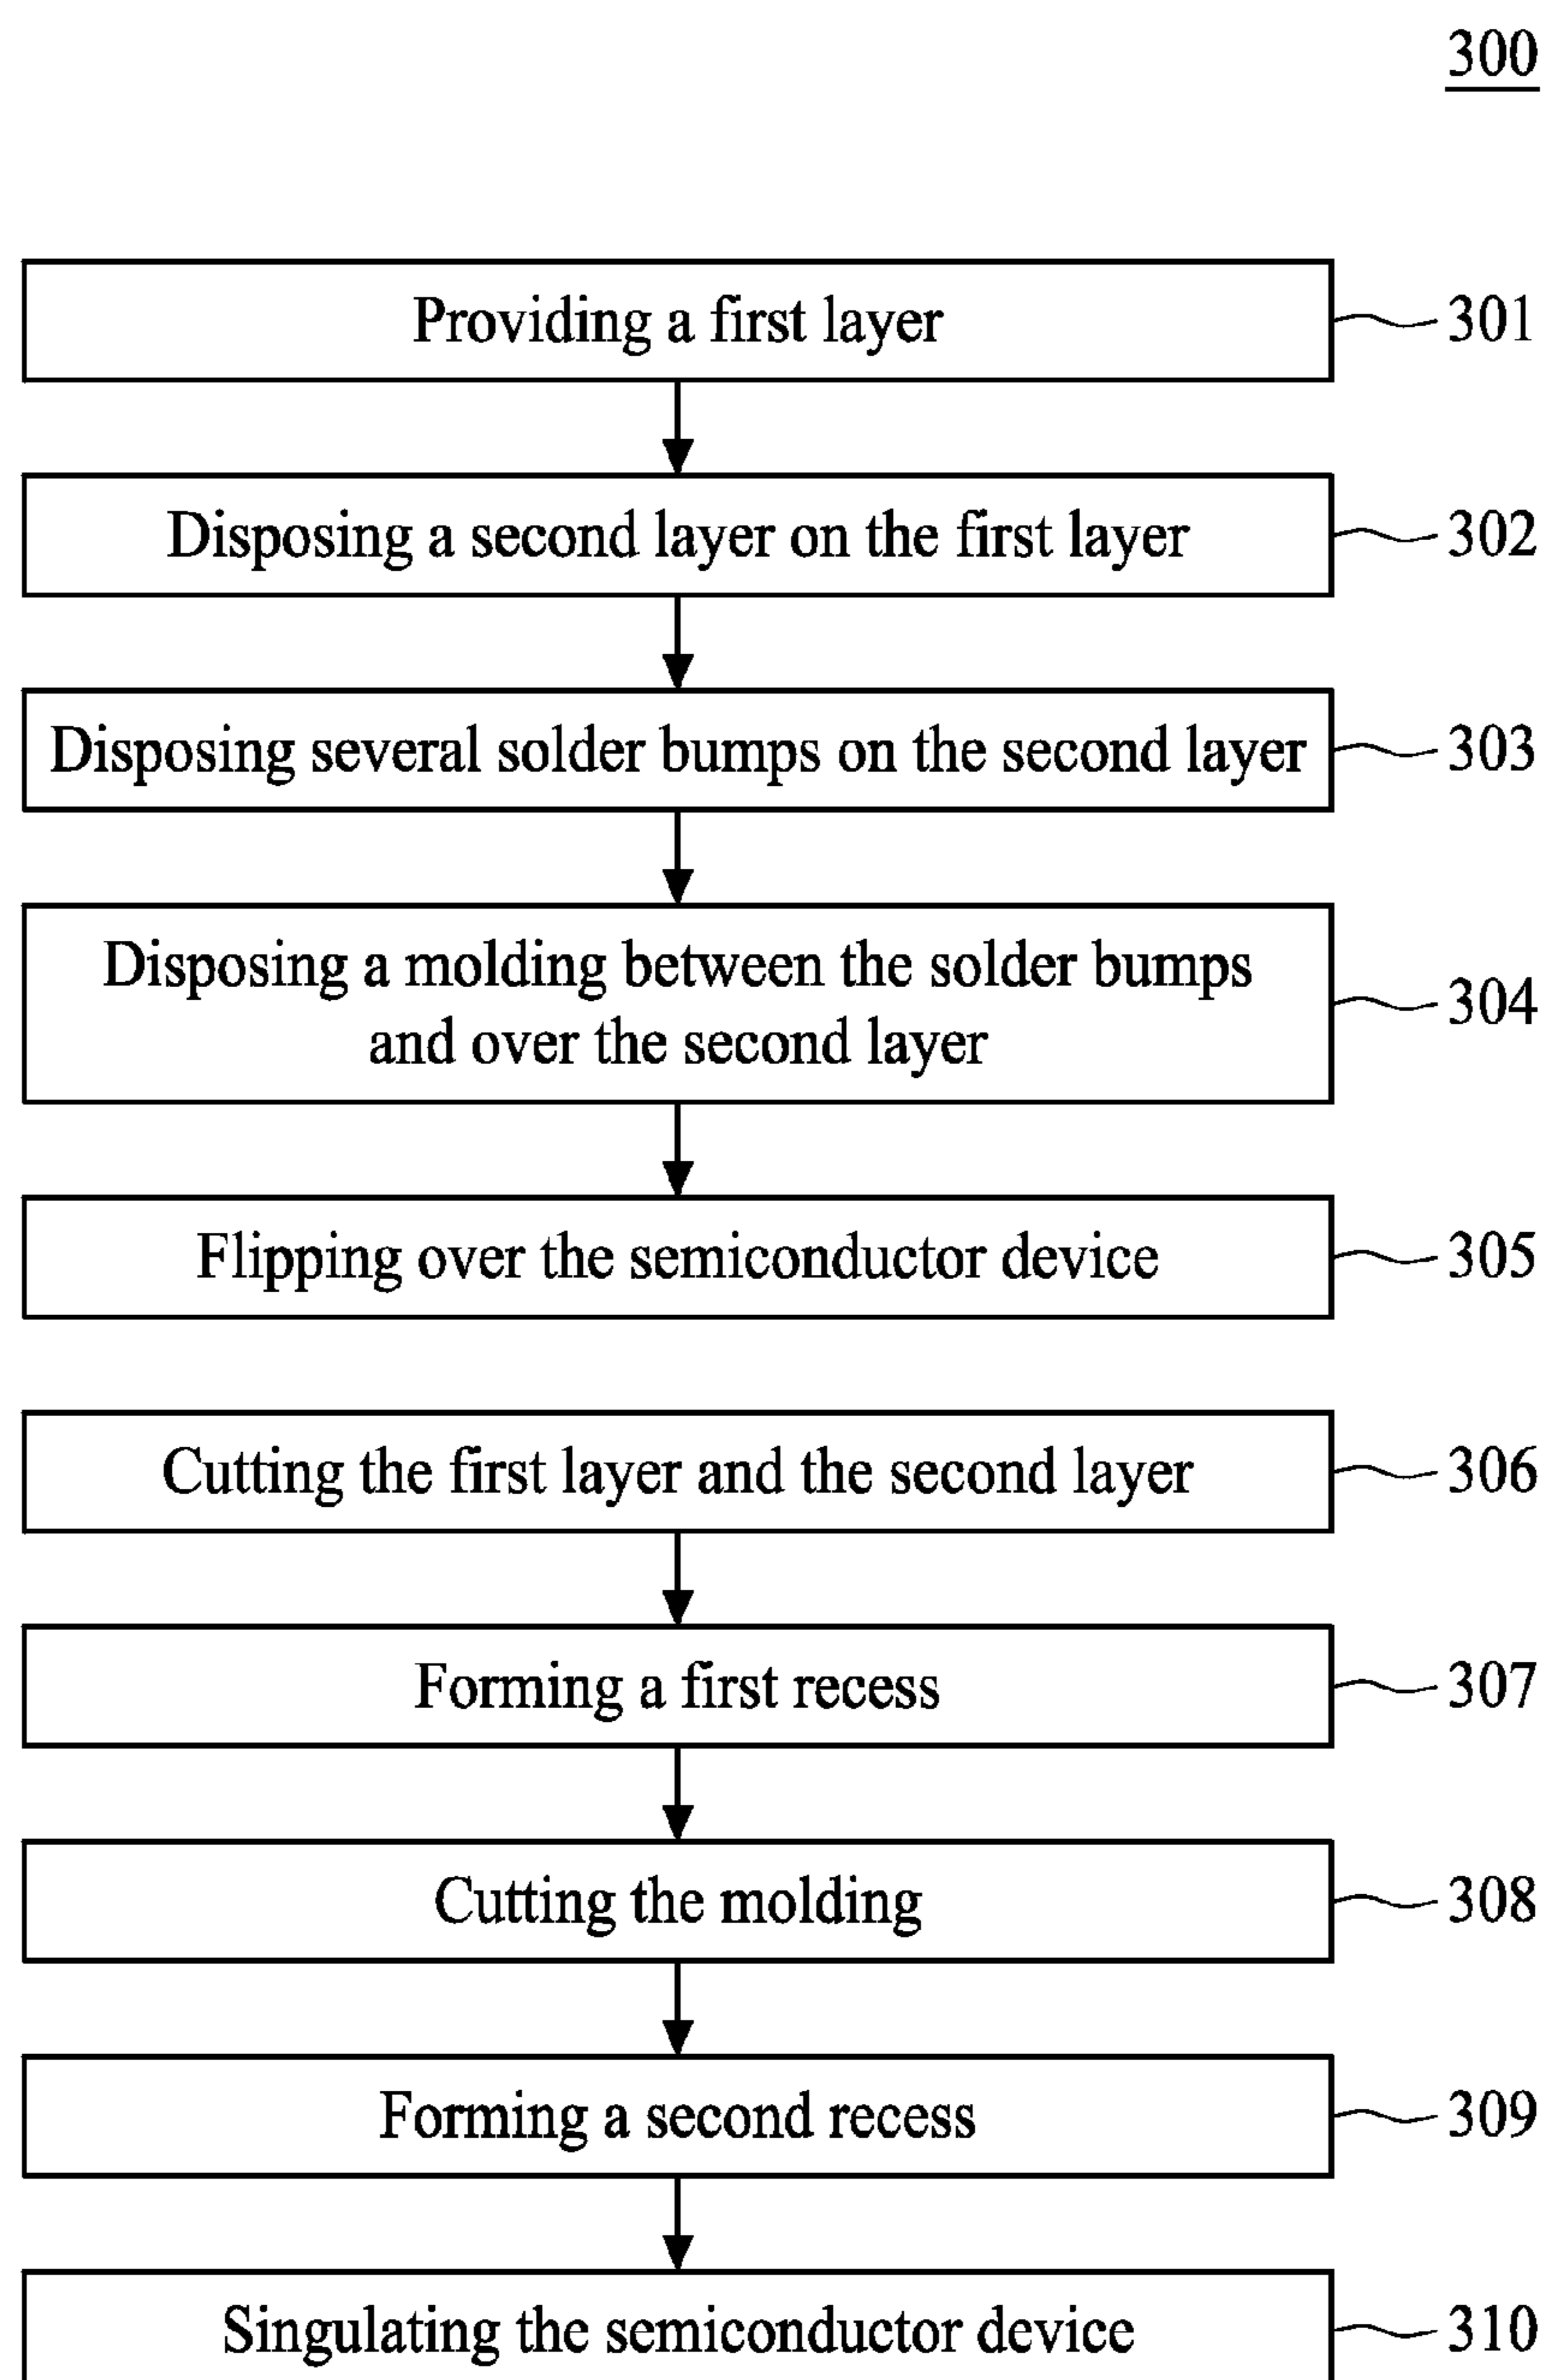 300
Providing a first layer 301
Disposing a second layer on the first layer 302
Disposing several solder bumps on the second layer 303
Disposing a molding between the solder bumps
and over the second layer 304
Flipping over the semiconductor device 305
Cutting the first layer and the second layer 306
Forming a first recess 307
Cutting the molding 308
Forming a second recess 309
Singulating the semiconductor device 310